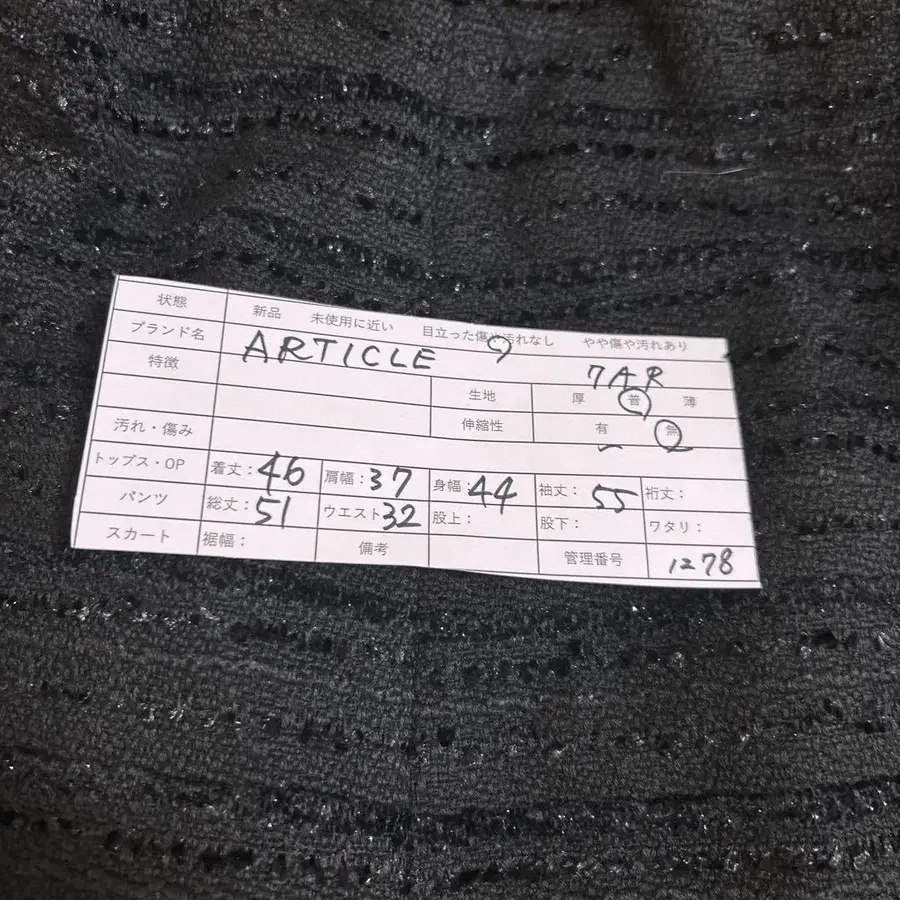 状態 新品 未使用に近い 目立った傷や汚れなし やや傷や汚れあり
ブランド名 ARTICLE 7AR
特徴 生地 厚 普 薄
伸縮性 有 無
汚れ・傷み
トップス・OP 着丈：46 肩幅：37 身幅：44 袖丈：55 裄丈：
パンツ 総丈：51 ウエスト32 股上： 股下： ワタリ：
スカート 裾幅： 備考 管理番号 1278